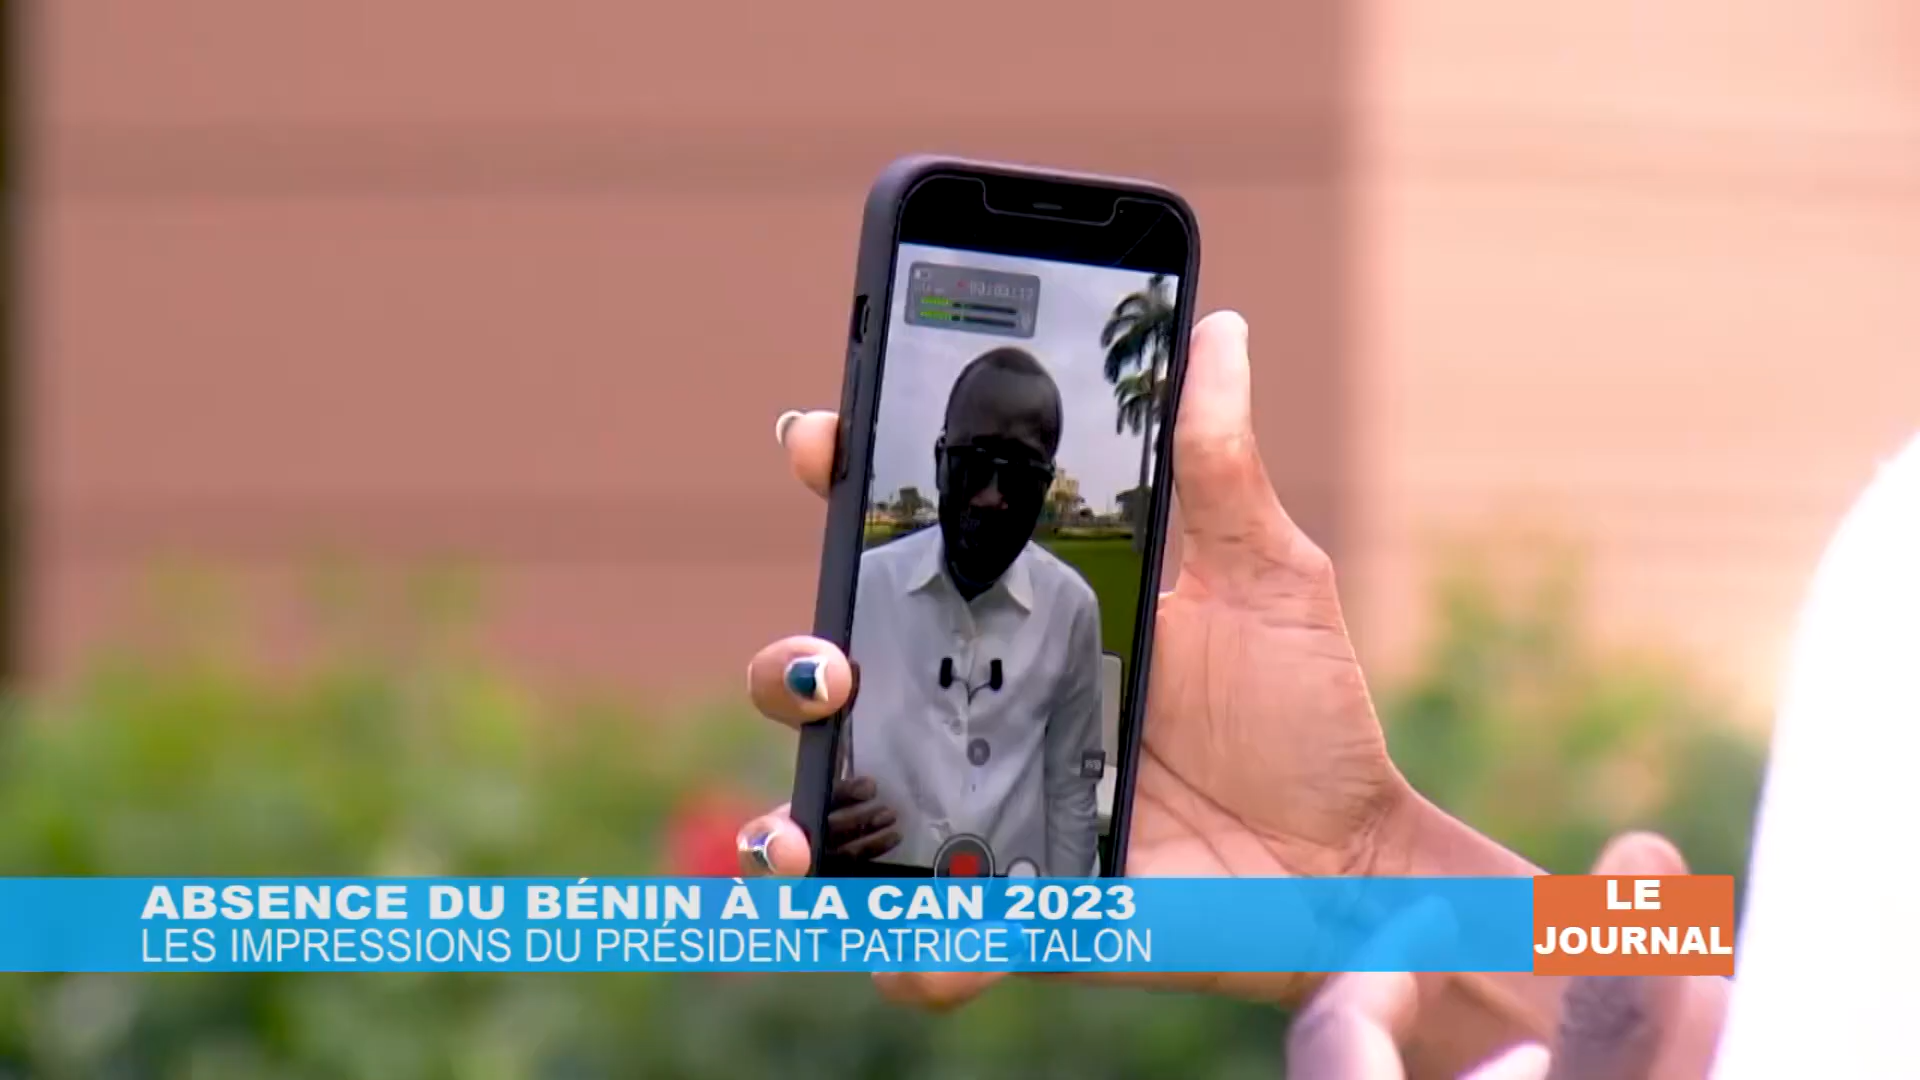 ABSENCE DU BÉNIN À LA CAN 2023
LES IMPRESSIONS DU PRÉSIDENT PATRICE TALON
LE
JOURNAL